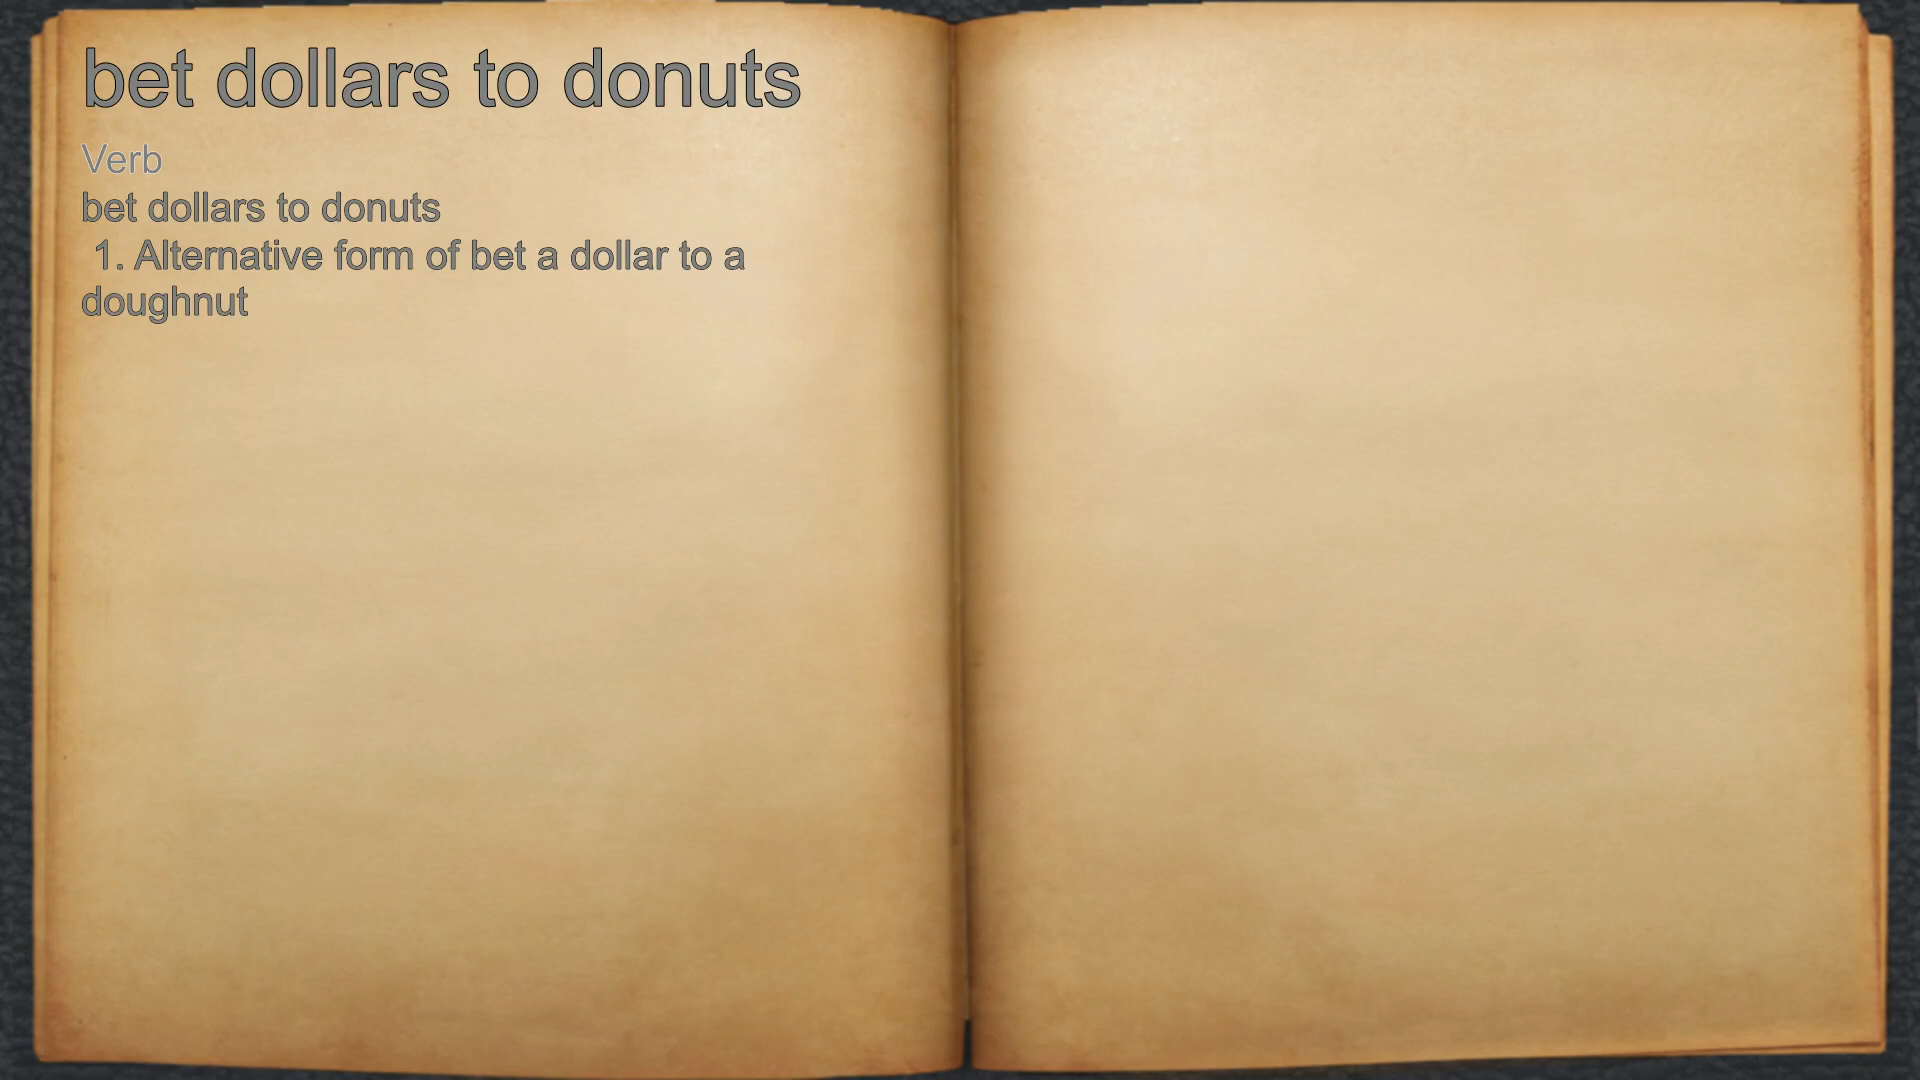 bet dollars to donuts
Verb
bet dollars to donuts
1. Alternative form of bet a dollar to a
doughnut